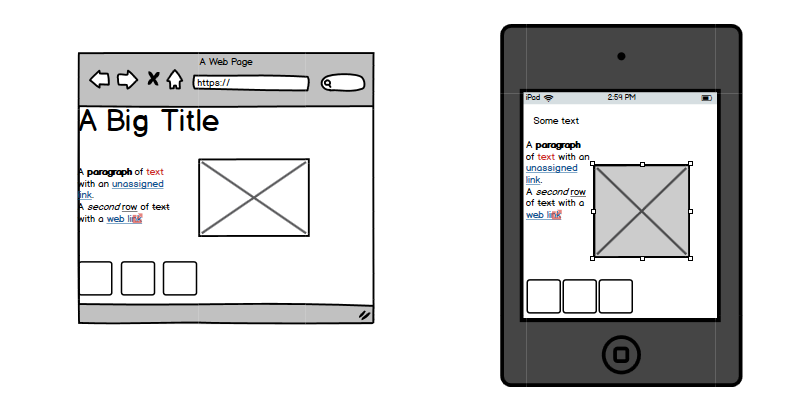 A Web Page
https://
A Big Title
A paragraph of text
with an unassigned
link.
A second row of text
with a web link
iPod
2:59 PM
Some text
A paragraph
of text with an
unassigned
link.
A second row
of text with a
web link